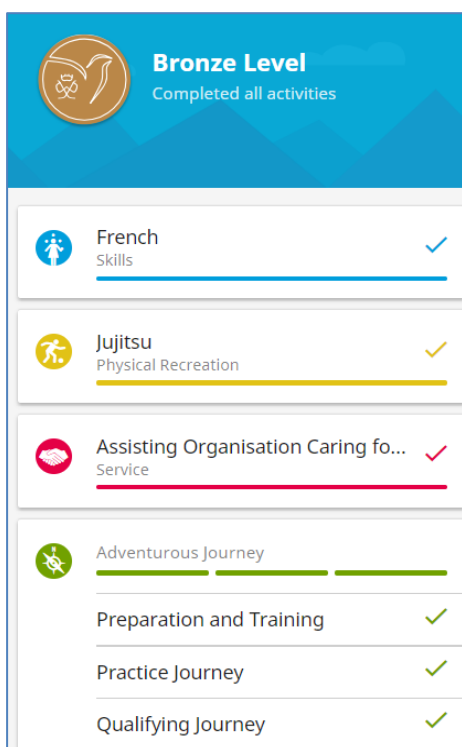 Bronze Level
Completed all activities
French
Skills
Jujitsu
Physical Recreation
Assisting Organisation Caring fo...
Service
Adventurous Journey
Preparation and Training
Practice Journey
Qualifying Journey